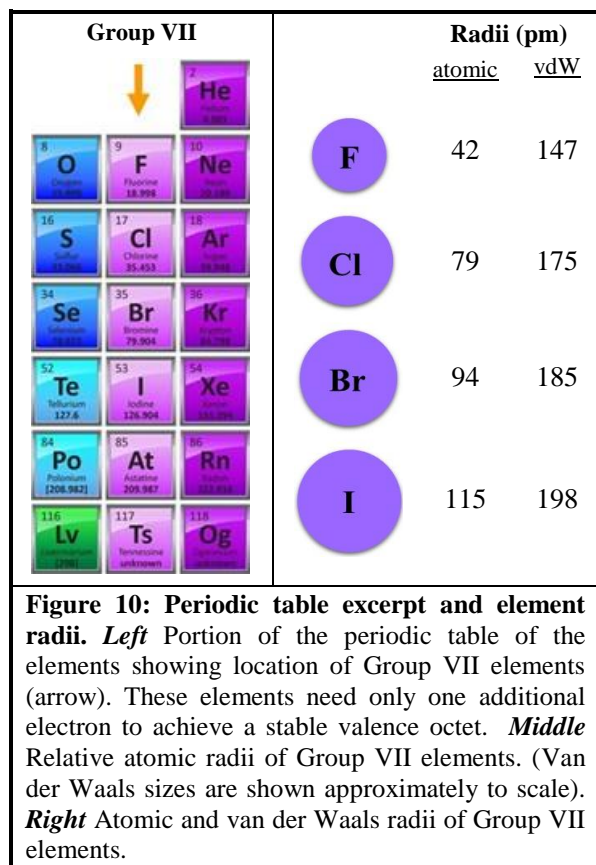 Group VII
2
He
8
O
9
F
Fluorine
18.998
10
Ne
16
S
17
Cl
Chlorine
35.453
18
Ar
34
Se
35
Br
Bromine
79.904
36
Kr
52
Te
Tellurium
127.6
53
I
Iodine
126.904
54
Xe
84
Po
Polonium
[208.982]
85
At
Astatine
209.987
86
Rn
116
Lv
117
Ts
Tennessine
unknown
118
Og
Radii (pm)
atomic vdW
F 42 147
Cl 79 175
Br 94 185
I 115 198
Figure 10: Periodic table excerpt and element
radii. Left Portion of the periodic table of the
elements showing location of Group VII elements
(arrow). These elements need only one additional
electron to achieve a stable valence octet. Middle
Relative atomic radii of Group VII elements. (Van
der Waals sizes are shown approximately to scale).
Right Atomic and van der Waals radii of Group VII
elements.